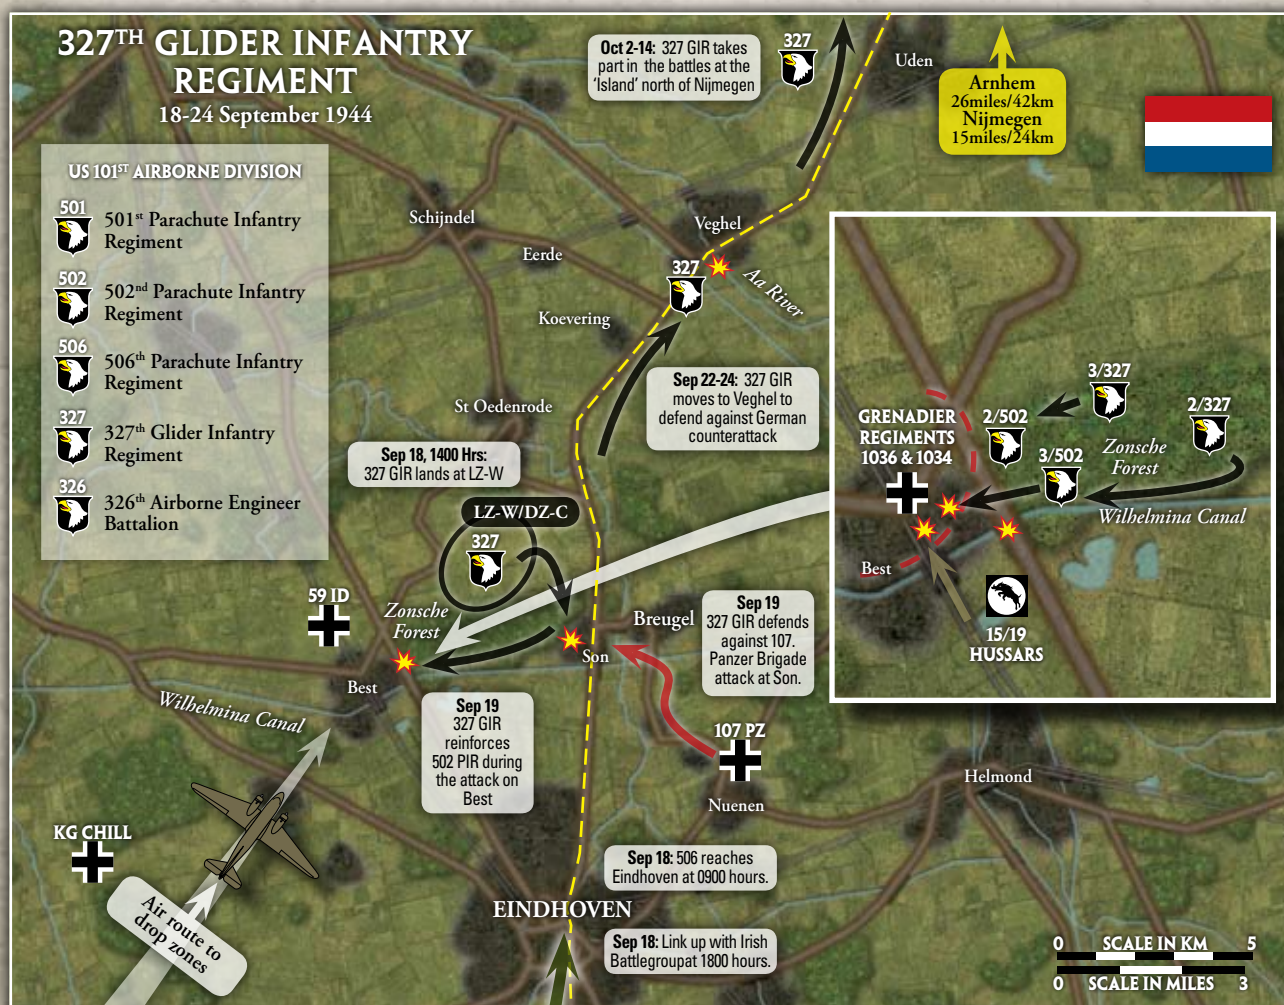 327TH GLIDER INFANTRY
REGIMENT
18-24 September 1944
US 101ST AIRBORNE DIVISION
501
501st Parachute Infantry
Regiment
502
502nd Parachute Infantry
Regiment
506
506th Parachute Infantry
Regiment
327
327th Glider Infantry
Regiment
326
326th Airborne Engineer
Battalion
Oct 2-14: 327 GIR takes
part in the battles at the
'Island' north of Nijmegen
327
Uden
Arnhem
26miles/42km
Nijmegen
15miles/24km
Schijndel
Veghel
Eerde
327
Aa River
Koevering
Sep 22-24: 327 GIR
moves to Veghel to
defend against German
counterattack
St Oedenrode
Sep 18, 1400 Hrs:
327 GIR lands at LZ-W
LZ-W/DZ-C
327
59 ID
Zonsche
Forest
Breugel
Son
Sep 19
327 GIR defends
against 107.
Panzer Brigade
attack at Son.
Best
Wilhelmina Canal
Sep 19
327 GIR
reinforces
502 PIR during
the attack on
Best
107 PZ
Nuenen
Helmond
KG CHILL
Air route to
drop zones
Sep 18: 506 reaches
Eindhoven at 0900 hours.
EINDHOVEN
Sep 18: Link up with Irish
Battlegroupat 1800 hours.
3/327
2/327
GRENADIER
REGIMENTS
1036 & 1034
2/502
3/502
Zonsche
Forest
Wilhelmina Canal
Best
15/19
HUSSARS
0 SCALE IN KM 5
0 SCALE IN MILES 3